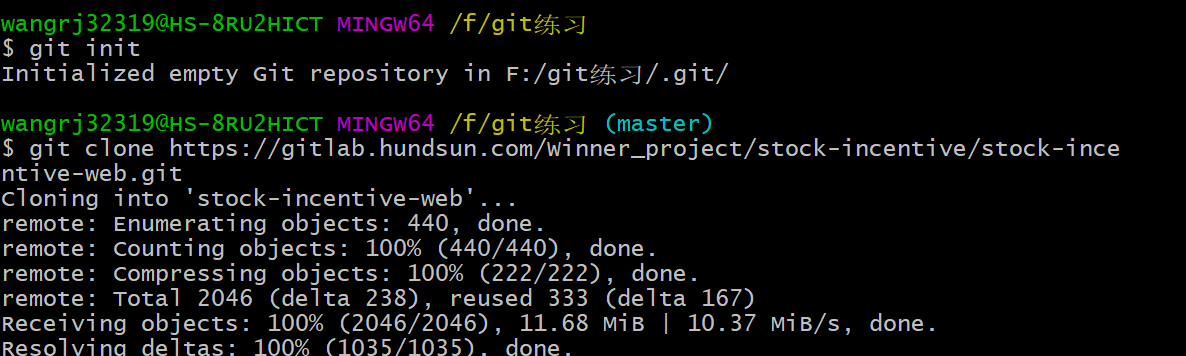 wangrj32319@HS-8RU2HICT MINGW64 /f/git练习
$ git init
Initialized empty Git repository in F:/git练习/.git/
wangrj32319@HS-8RU2HICT MINGW64 /f/git练习 (master)
$ git clone https://gitlab.hundsun.com/Winner_project/stock-incentive/stock-ince
ntive-web.git
Cloning into 'stock-incentive-web'...
remote: Enumerating objects: 440, done.
remote: Counting objects: 100% (440/440), done.
remote: Compressing objects: 100% (222/222), done.
remote: Total 2046 (delta 238), reused 333 (delta 167)
Receiving objects: 100% (2046/2046), 11.68 MiB | 10.37 MiB/s, done.
Resolving deltas: 100% (1035/1035), done.